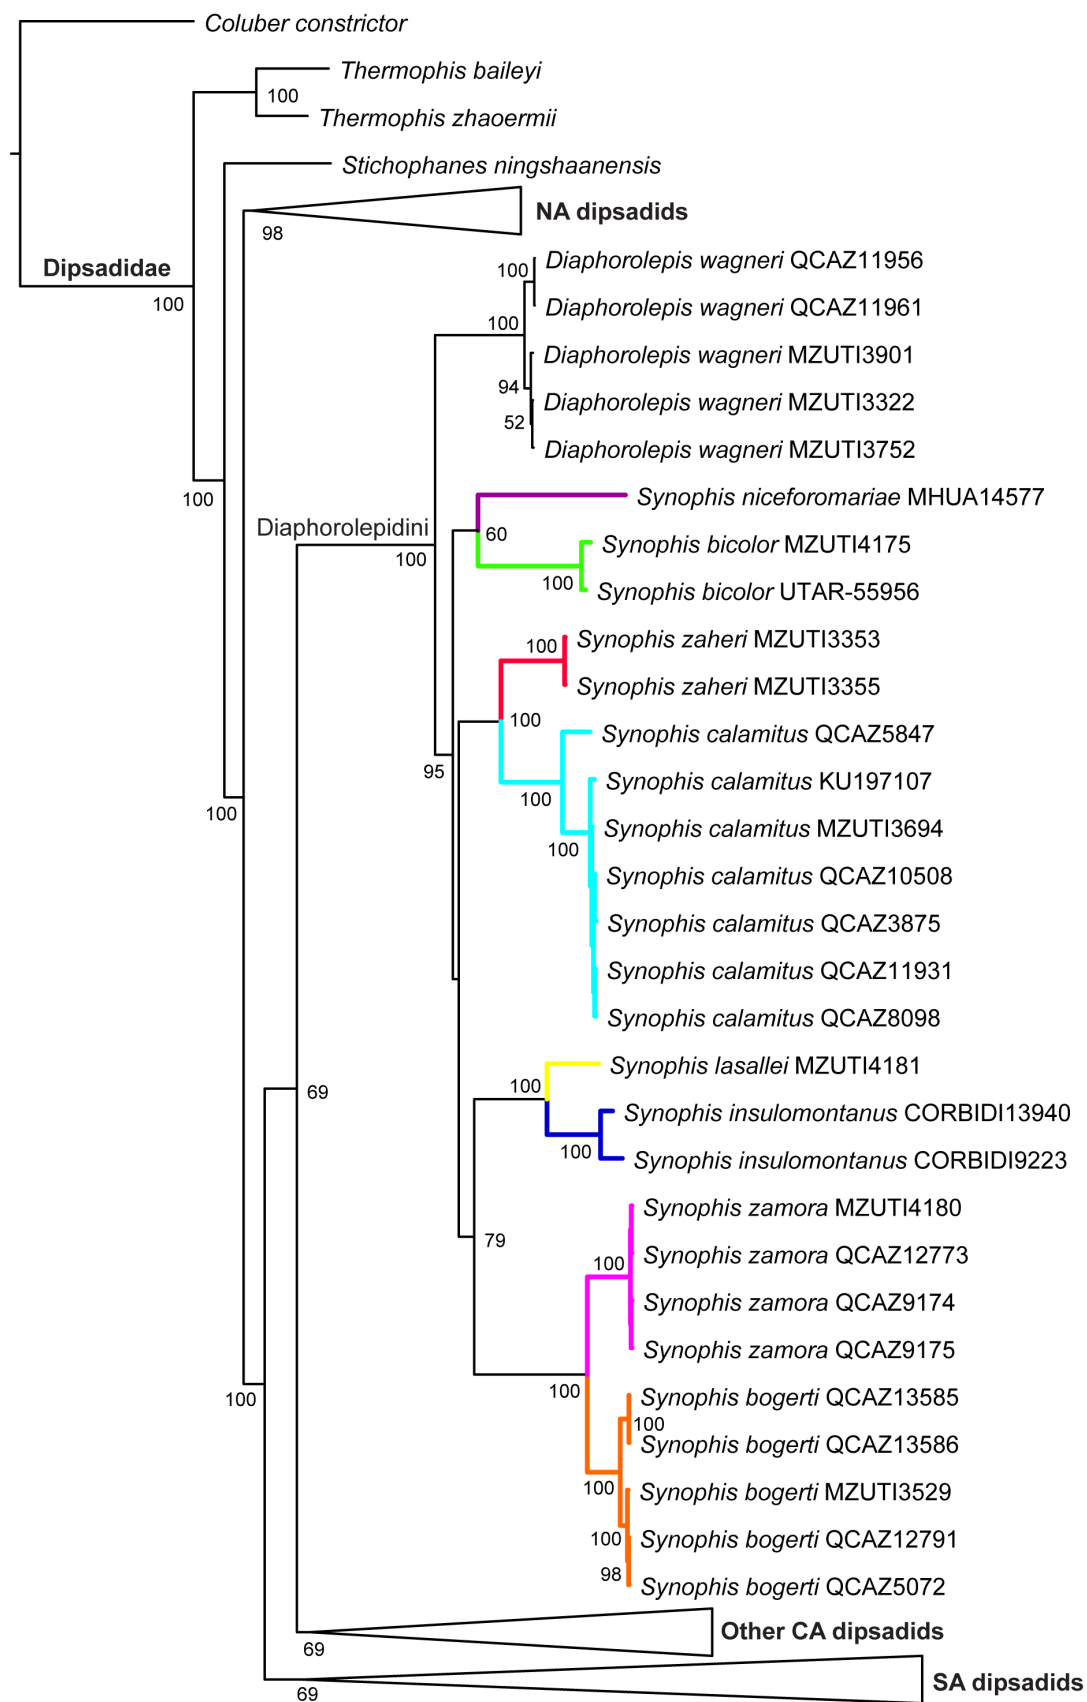 Coluber constrictor
Thermophis baileyi
100
Thermophis zhaoermii
Stichophanes ningshaanensis
NA dipsadids
98
Dipsadidae
100
Diaphorolepis wagneri QCAZ11956
100
Diaphorolepis wagneri QCAZ11961
100
Diaphorolepis wagneri MZUTI3901
94
Diaphorolepis wagneri MZUTI3322
52
Diaphorolepis wagneri MZUTI3752
100
Synophis niceforomariae MHUA14577
Diaphorolepidini
60
100
Synophis bicolor MZUTI4175
100
Synophis bicolor UTAR-55956
100
Synophis zaheri MZUTI3353
Synophis zaheri MZUTI3355
100
Synophis calamitus QCAZ5847
95
Synophis calamitus KU197107
100
100
Synophis calamitus MZUTI3694
100
Synophis calamitus QCAZ10508
Synophis calamitus QCAZ3875
Synophis calamitus QCAZ11931
Synophis calamitus QCAZ8098
Synophis lasallei MZUTI4181
100
69
Synophis insulomontanus CORBIDI13940
100
Synophis insulomontanus CORBIDI9223
Synophis zamora MZUTI4180
79
Synophis zamora QCAZ12773
100
Synophis zamora QCAZ9174
Synophis zamora QCAZ9175
100
100
Synophis bogerti QCAZ13585
100
Synophis bogerti QCAZ13586
100
Synophis bogerti MZUTI3529
100
Synophis bogerti QCAZ12791
98
Synophis bogerti QCAZ5072
Other CA dipsadids
69
SA dipsadids
69